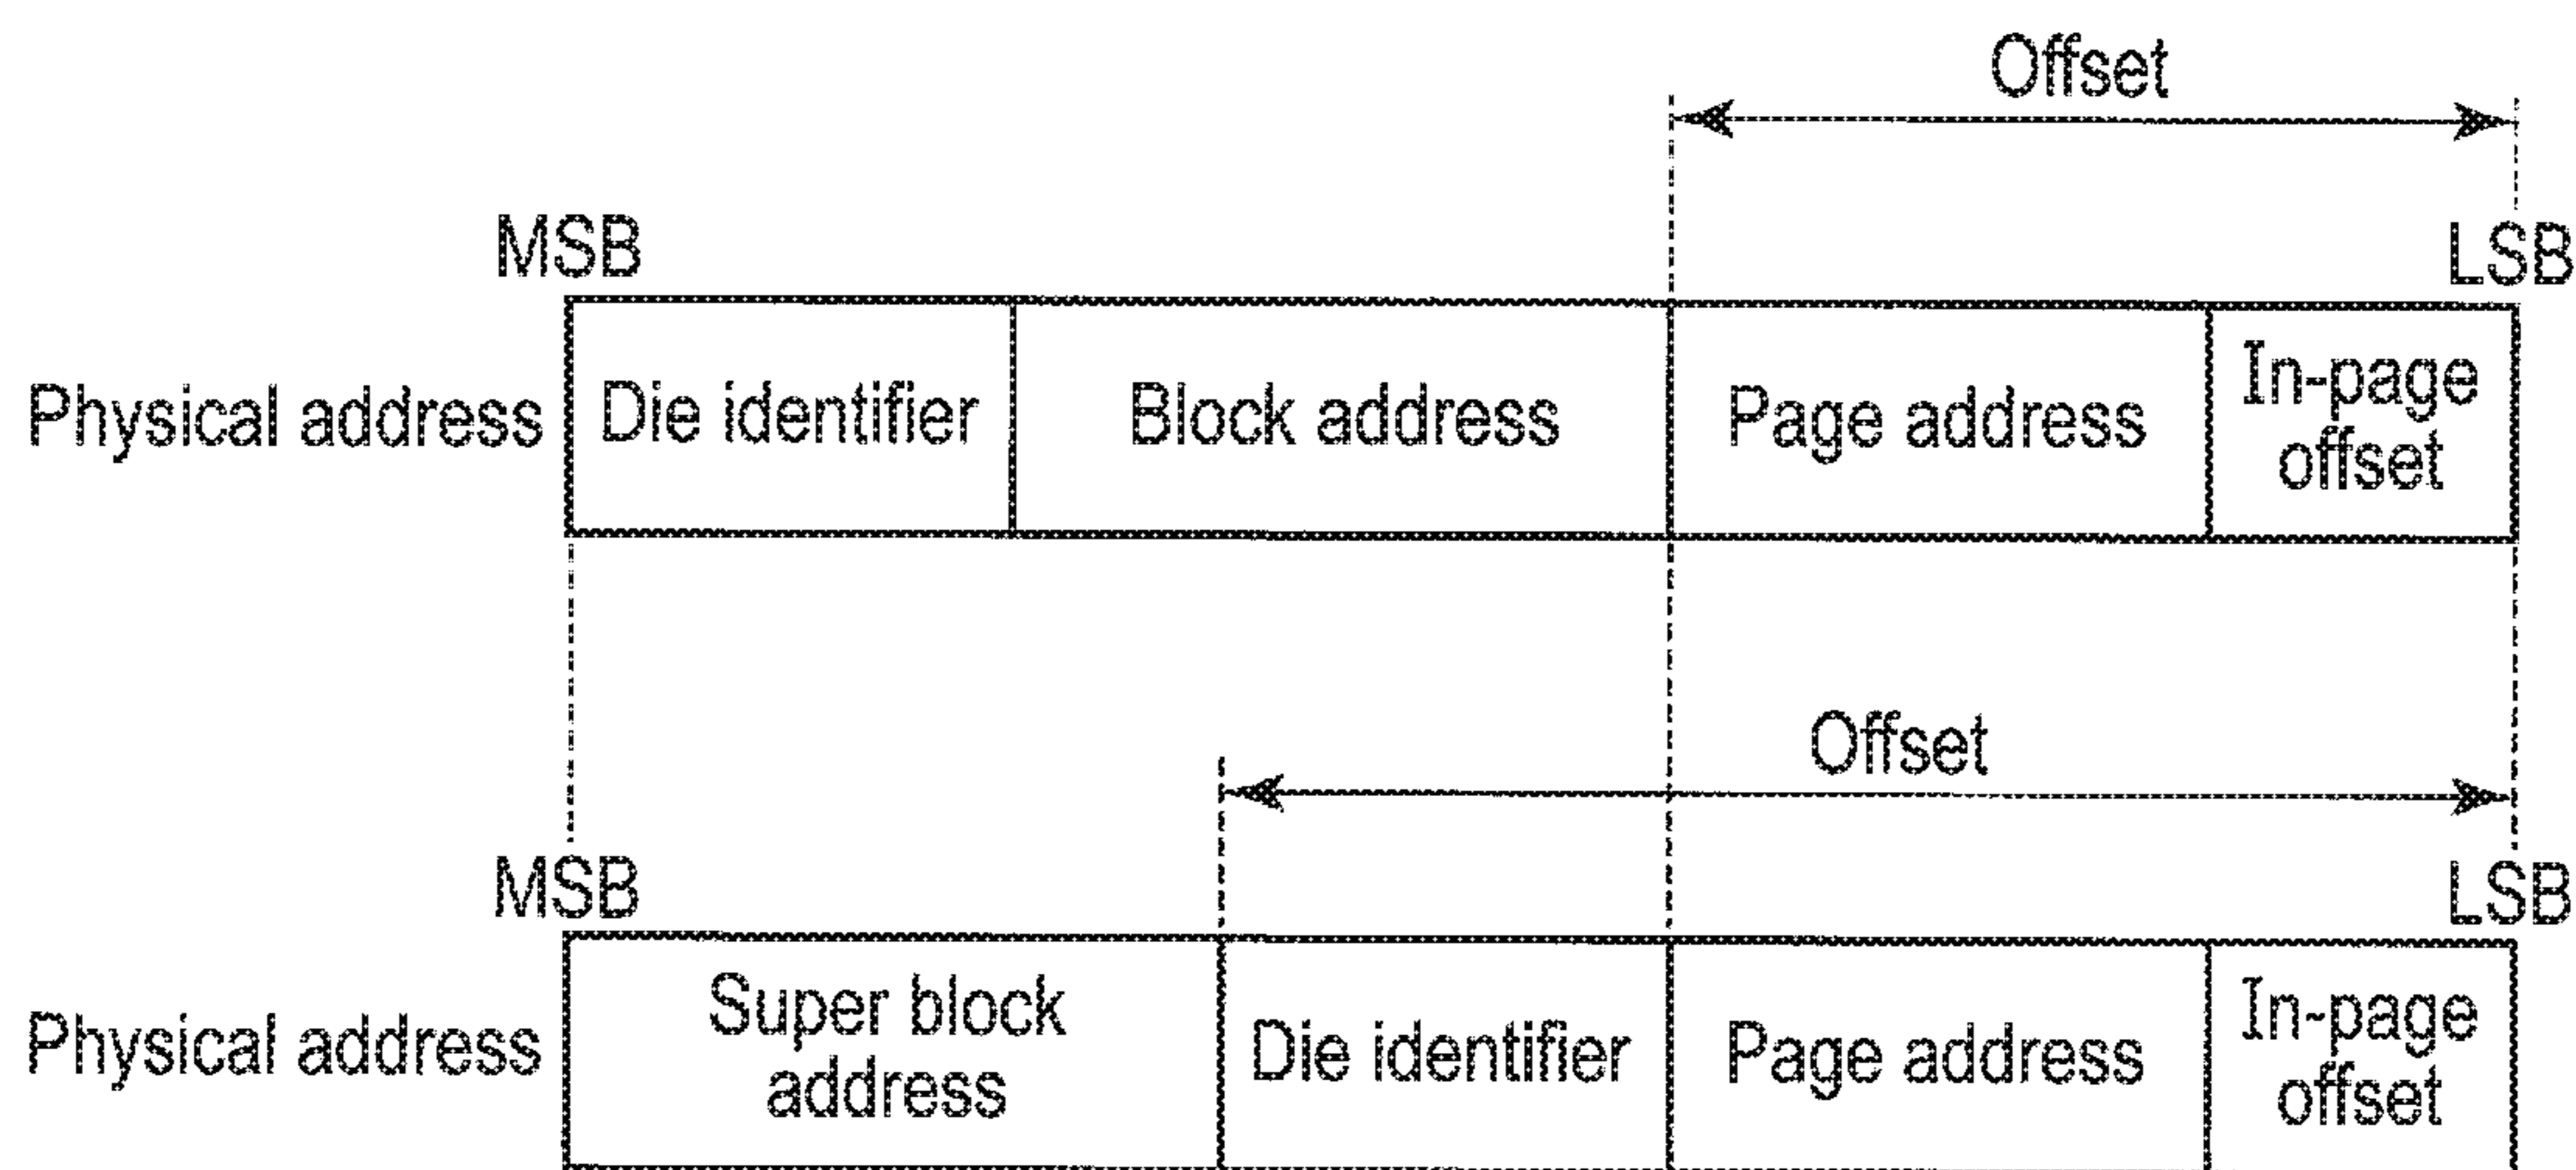 Offset
MSB
LSB
Physical address
Die identifier
Block address
Page address
In-page
offset
Offset
MSB
LSB
Physical address
Super block
address
Die identifier
Page address
In-page
offset